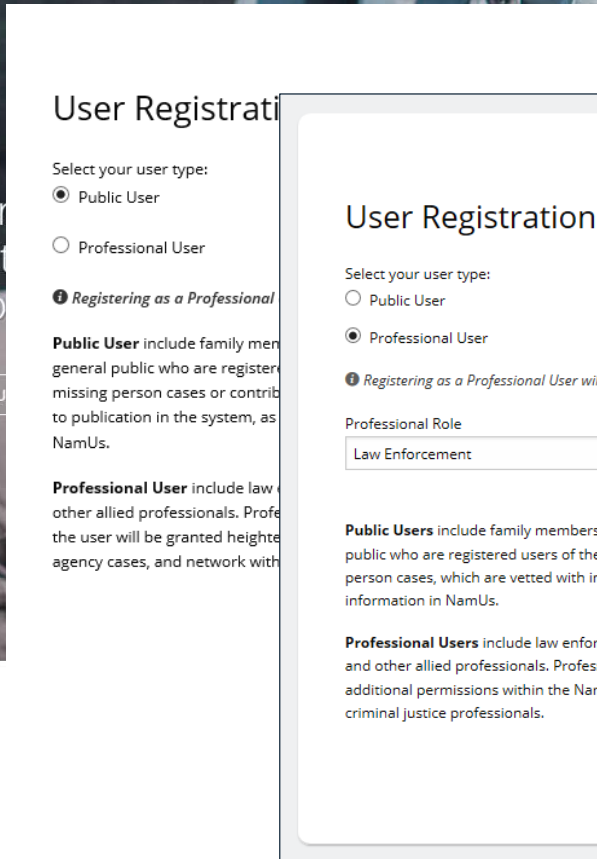 User Registrati
Select your user type:
Public User
Professional User
Registering as a Professional
Public User include family mem
general public who are registere
missing person cases or contrib
to publication in the system, as
NamUs.
Professional User include law
other allied professionals. Profe
the user will be granted heighte
agency cases, and network with
User Registration
Select your user type:
Public User
Professional User
Registering as a Professional User wi
Professional Role
Law Enforcement
Public Users include family members
public who are registered users of the
person cases, which are vetted with in
information in NamUs.
Professional Users include law enfor
and other allied professionals. Profes
additional permissions within the Nam
criminal justice professionals.